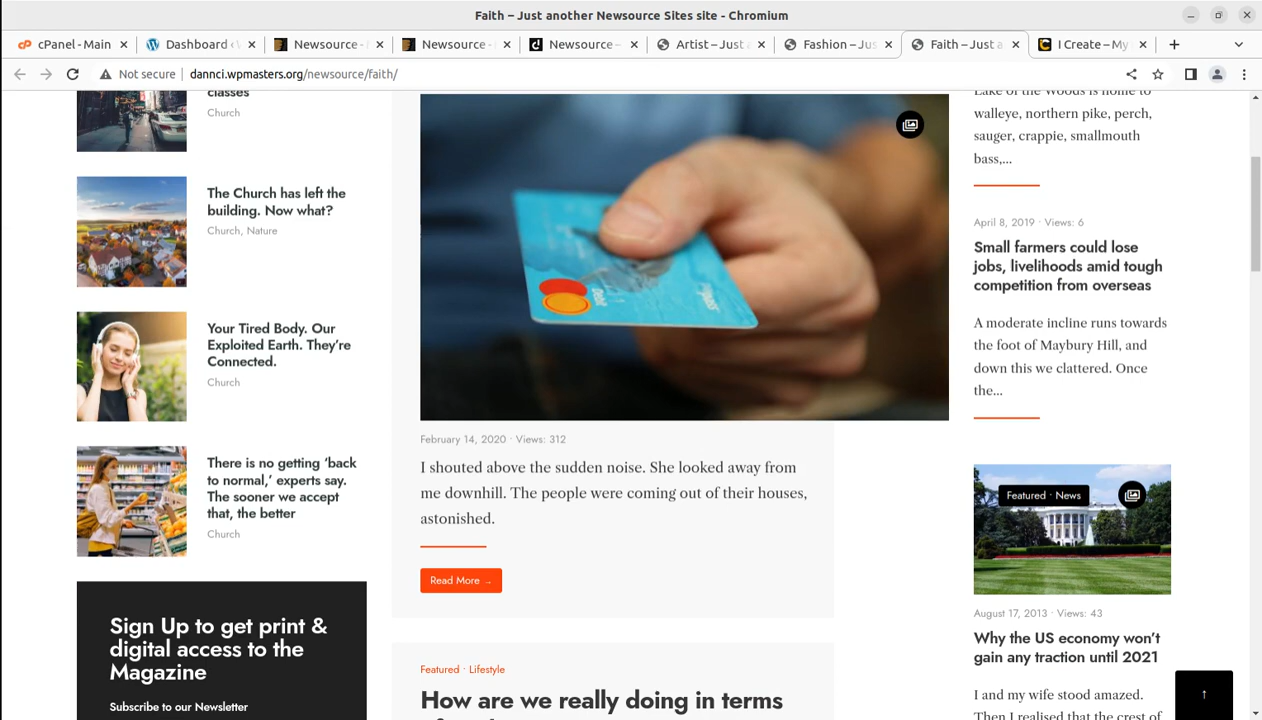 Faith – Just another Newsource Sites site - Chromium
cPanel - Main
Dashboard
Newsource -
Newsource -
Newsource –
Artist – Just
Fashion – Jus
Faith – Just a
I Create – My
Not secure
dannci.wpmasters.org/newsource/faith/
classes
Church
The Church has left the
building. Now what?
Church, Nature
Your Tired Body. Our
Exploited Earth. They’re
Connected.
Church
There is no getting ‘back
to normal,’ experts say.
The sooner we accept
that, the better
Church
Sign Up to get print &
digital access to the
Magazine
Subscribe to our Newsletter
Debit
February 14, 2020 · Views: 312
I shouted above the sudden noise. She looked away from
me downhill. The people were coming out of their houses,
astonished.
Read More →
Featured · Lifestyle
How are we really doing in terms
Lake of the Woods is home to
walleye, northern pike, perch,
sauger, crappie, smallmouth
bass,...
April 8, 2019 · Views: 6
Small farmers could lose
jobs, livelihoods amid tough
competition from overseas
A moderate incline runs towards
the foot of Maybury Hill, and
down this we clattered. Once
the...
Featured · News
August 17, 2013 · Views: 43
Why the US economy won’t
gain any traction until 2021
I and my wife stood amazed.
Then I realised that the crest of
↑